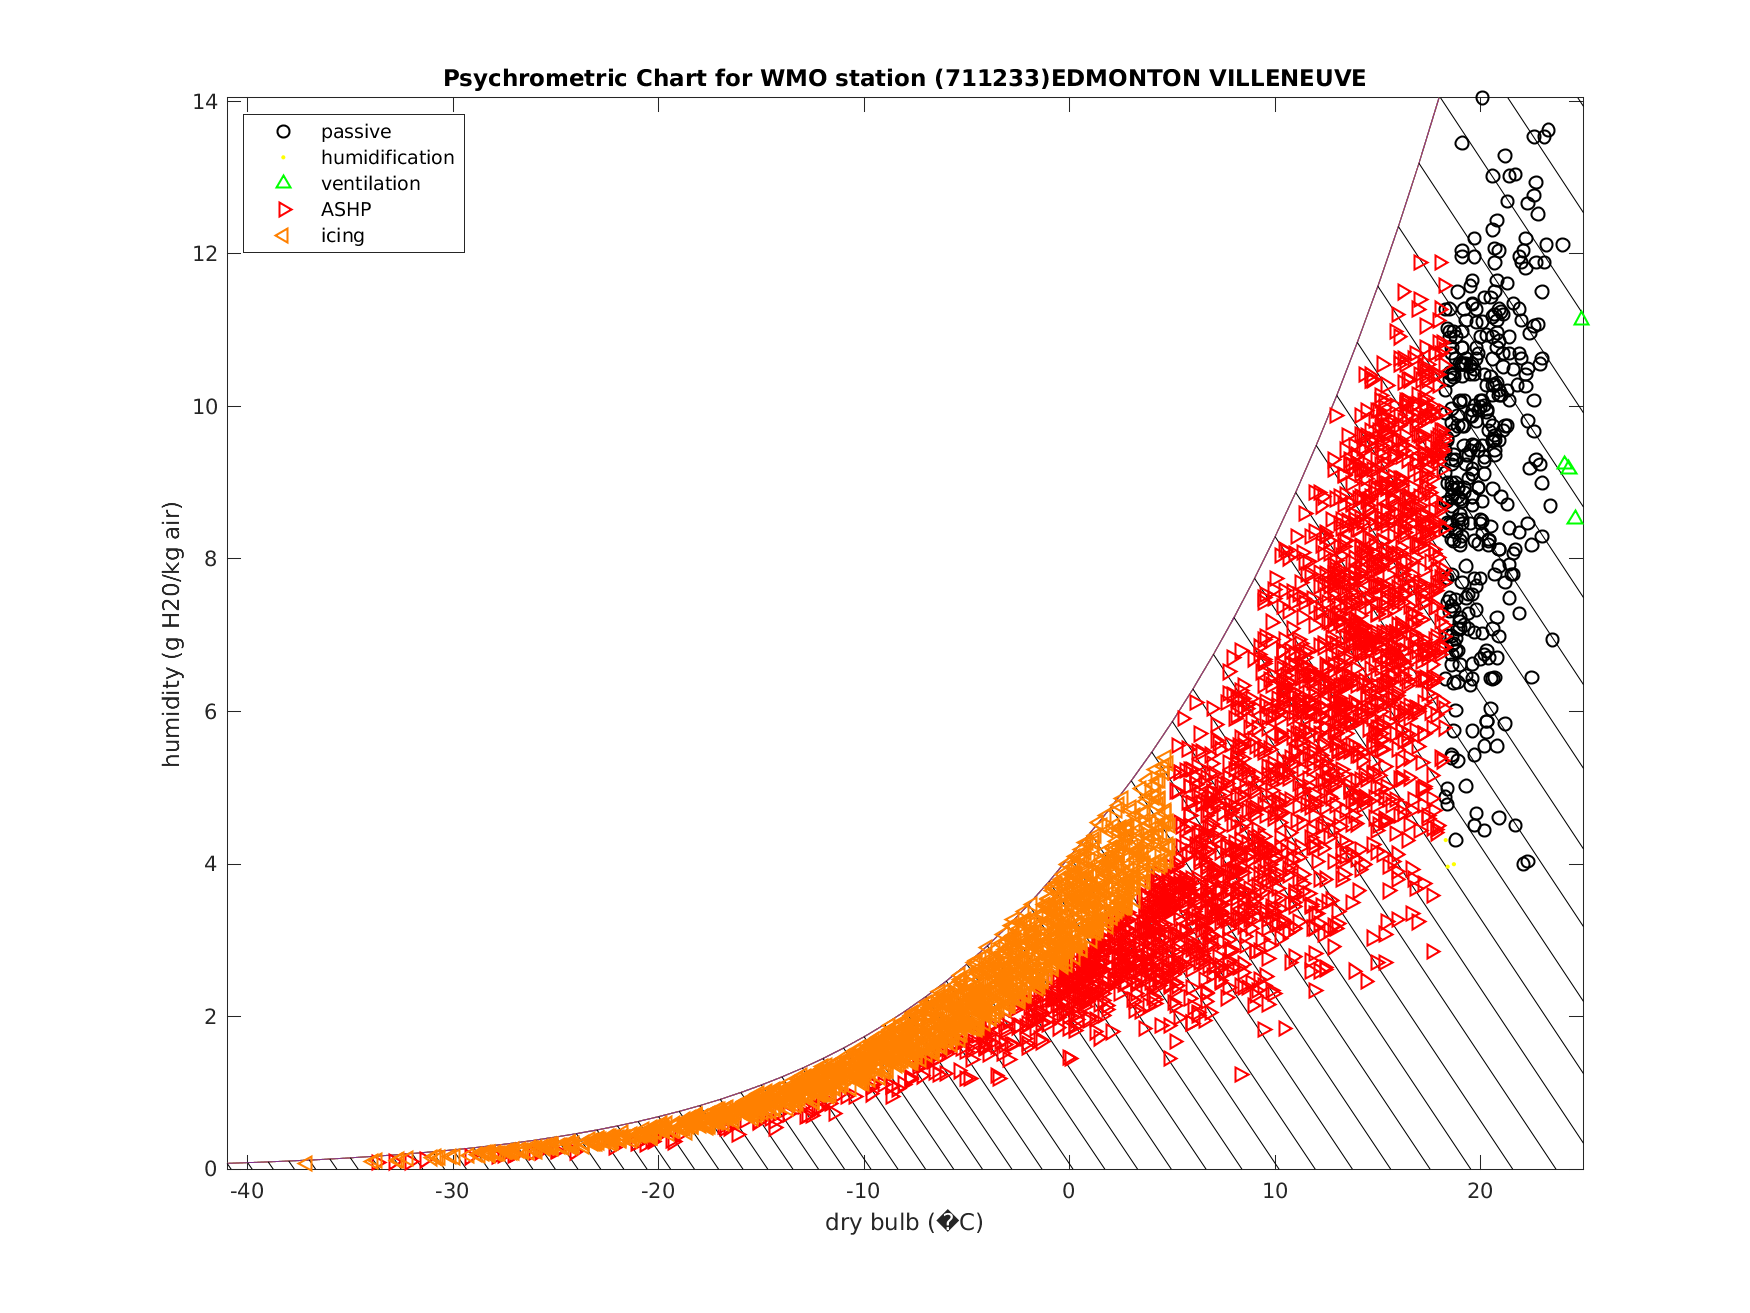 Psychrometric Chart for WMO station (711233)EDMONTON VILLENEUVE
passive
humidification
ventilation
ASHP
icing
14
12
10
8
6
4
2
0
humidity (g H20/kg air)
-40 -30 -20 -10 0 10 20
dry bulb (�C)